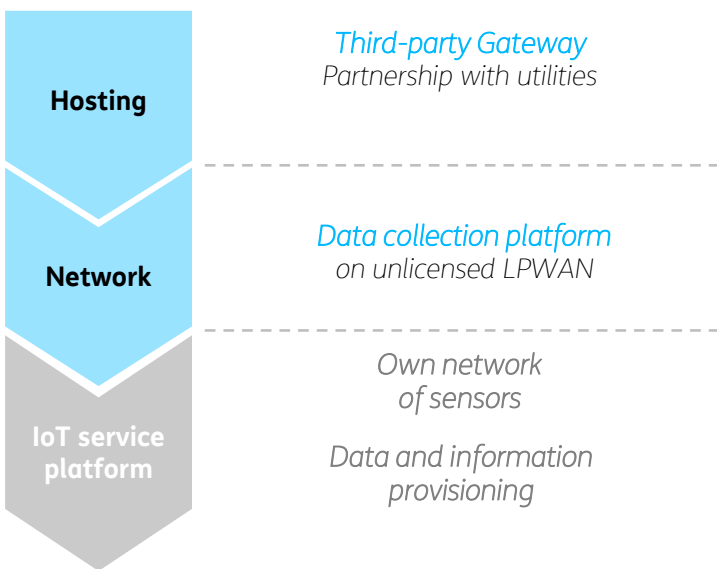 Third-party Gateway
Partnership with utilities
Hosting
Data collection platform
on unlicensed LPWAN
Network
Own network
of sensors
IoT service
platform
Data and information
provisioning